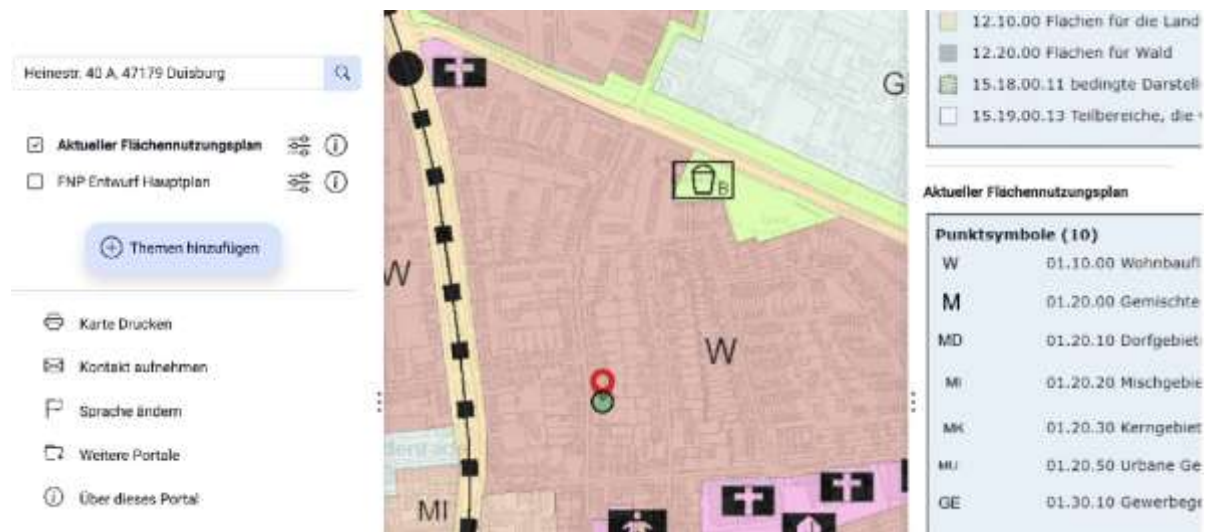 Heinestr. 40 A, 47179 Duisburg
Aktueller Flächennutzungsplan
FNP Entwurf Hauptplan
Themen hinzufügen
Karte Drucken
Kontakt aufnehmen
Sprache ändern
Weitere Portale
Über dieses Portal
G
B
W
W
MI
12.10.00 Flächen für die Land
12.20.00 Flächen für Wald
15.18.00.11 bedingte Darstell
15.19.00.13 Teilbereiche, die
Aktueller Flächennutzungsplan
Punktsymbole (10)
W 01.10.00 Wohnbaufl
M 01.20.00 Gemischte
MD 01.20.10 Dorfgebiet
MI 01.20.20 Mischgebie
MK 01.20.30 Kerngebiet
MU 01.20.50 Urbane Ge
GE 01.30.10 Gewerbege